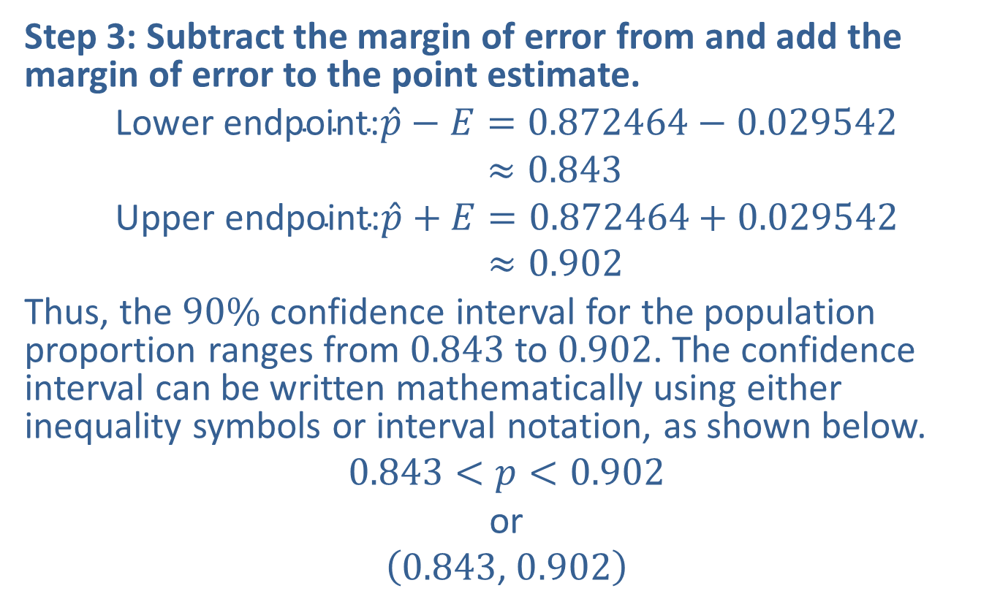 Step 3: Subtract the margin of error from and add the
margin of error to the point estimate.
Lower endpoint: p̂ − E = 0.872464 − 0.029542
≈ 0.843
Upper endpoint: p̂ + E = 0.872464 + 0.029542
≈ 0.902
Thus, the 90% confidence interval for the population
proportion ranges from 0.843 to 0.902. The confidence
interval can be written mathematically using either
inequality symbols or interval notation, as shown below.
0.843 < p < 0.902
or
(0.843, 0.902)